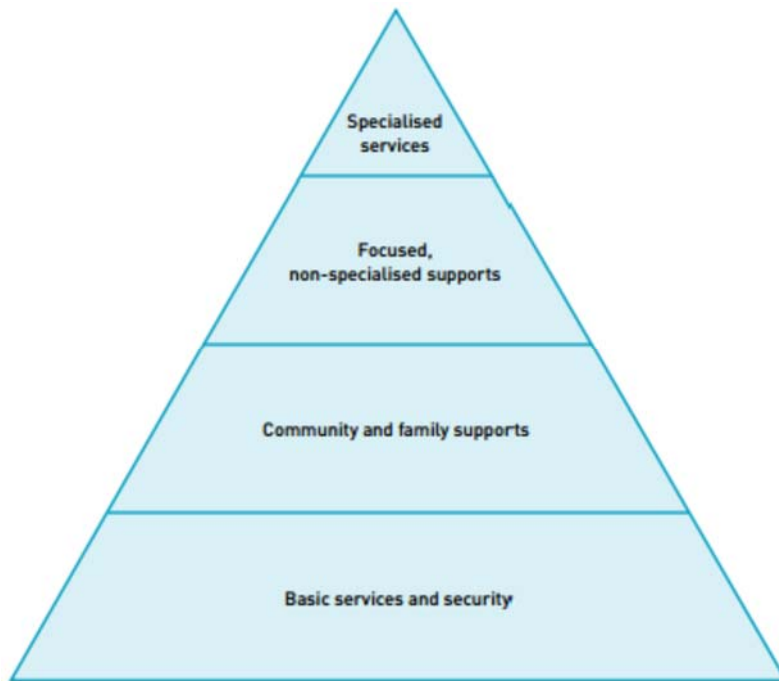 Specialised
services
Focused,
non-specialised supports
Community and family supports
Basic services and security